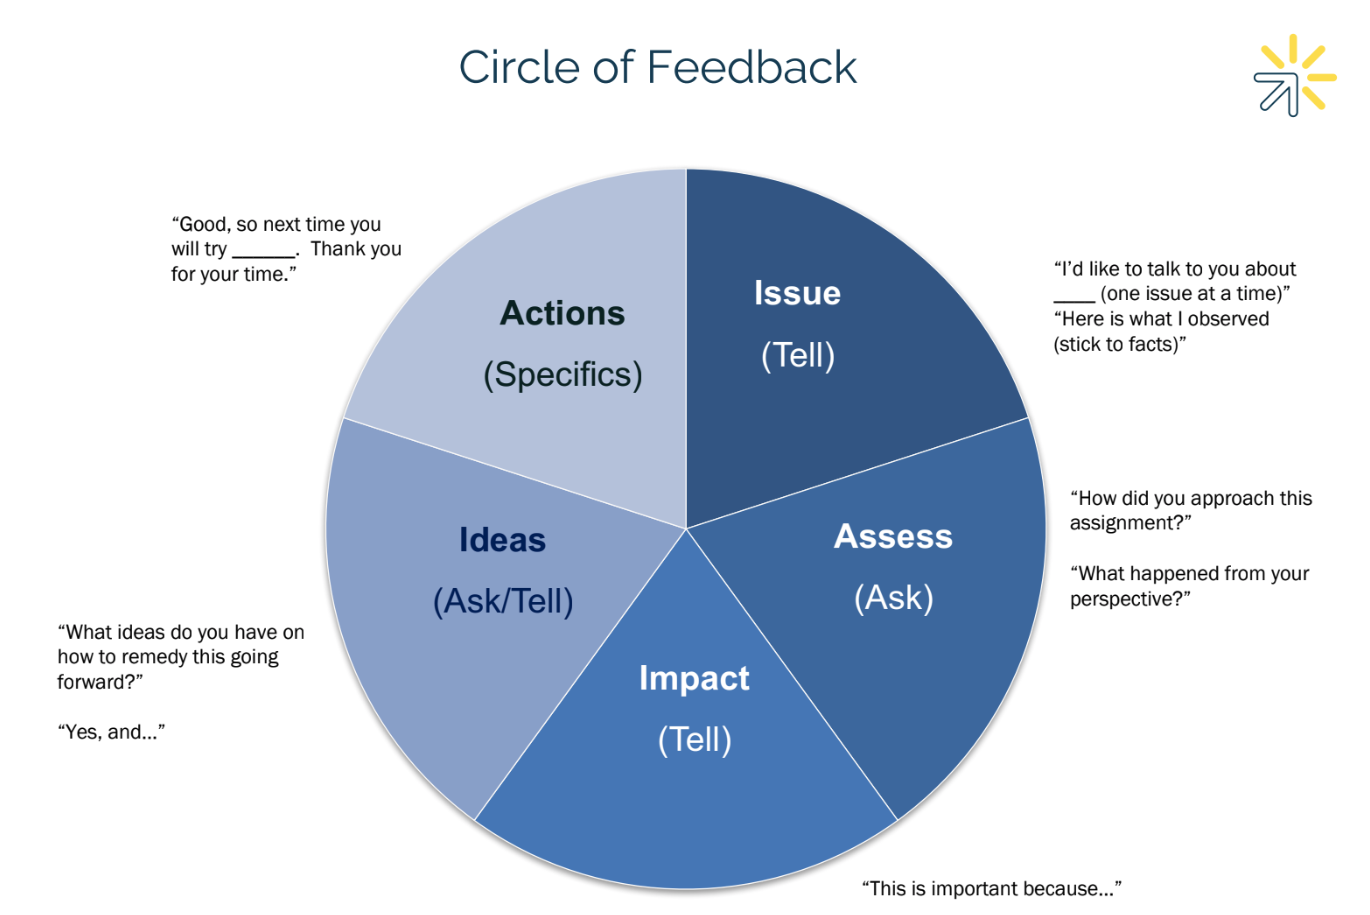 Circle of Feedback
“Good, so next time you
will try ______.  Thank you
for your time.”
Actions
(Specifics)
Issue
(Tell)
“I’d like to talk to you about
____ (one issue at a time)”
“Here is what I observed
(stick to facts)”
Assess
(Ask)
“How did you approach this
assignment?”
“What happened from your
perspective?”
Impact
(Tell)
“This is important because...”
Ideas
(Ask/Tell)
“What ideas do you have on
how to remedy this going
forward?”
“Yes, and...”